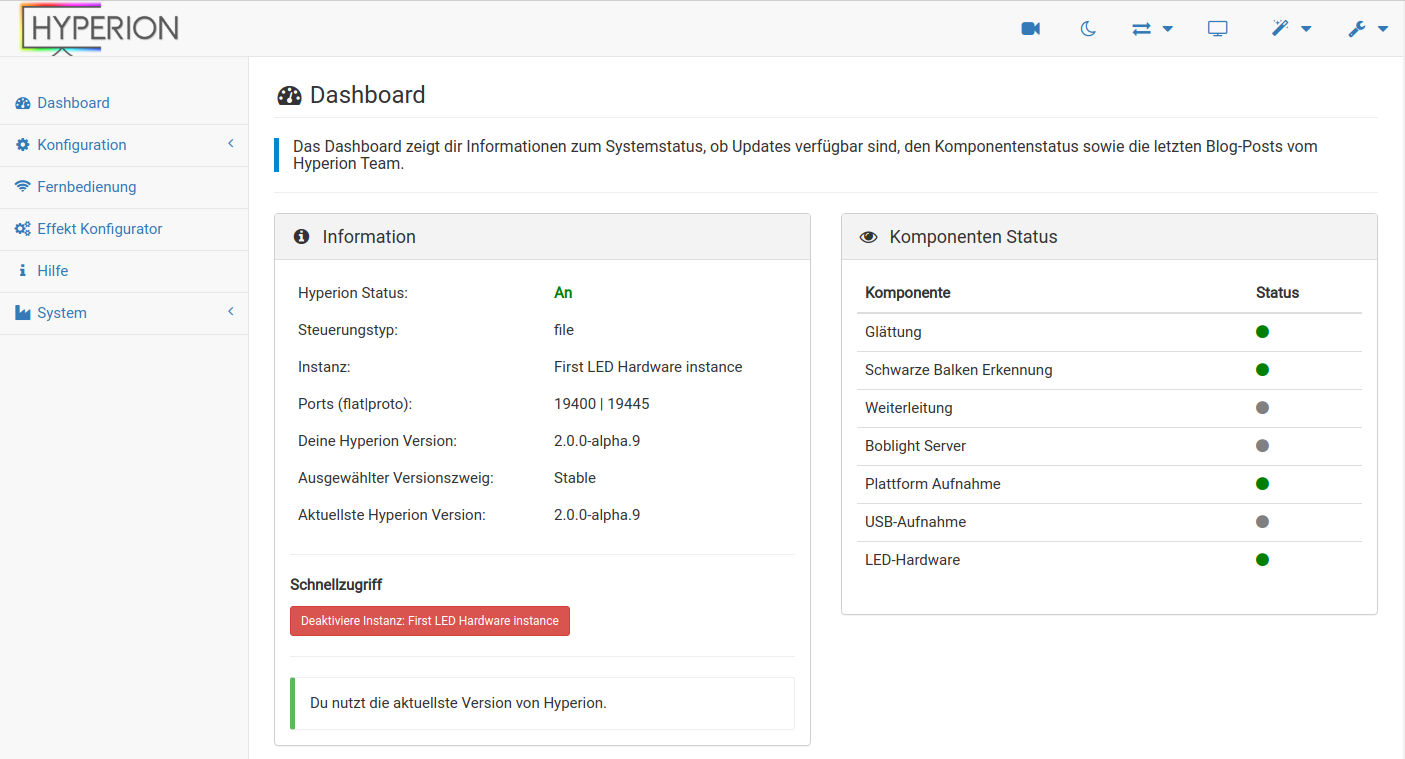 HYPERION
Dashboard
Konfiguration
Fernbedienung
Effekt Konfigurator
Hilfe
System
Dashboard
Das Dashboard zeigt dir Informationen zum Systemstatus, ob Updates verfügbar sind, den Komponentenstatus sowie die letzten Blog-Posts vom
Hyperion Team.
Information
Hyperion Status: An
Steuerungstyp: file
Instanz: First LED Hardware instance
Ports (flat|proto): 19400 | 19445
Deine Hyperion Version: 2.0.0-alpha.9
Ausgewählter Versionszweig: Stable
Aktuellste Hyperion Version: 2.0.0-alpha.9
Schnellzugriff
Deaktiviere Instanz: First LED Hardware instance
Du nutzt die aktuellste Version von Hyperion.
Komponenten Status
Komponente Status
Glättung
Schwarze Balken Erkennung
Weiterleitung
Boblight Server
Plattform Aufnahme
USB-Aufnahme
LED-Hardware